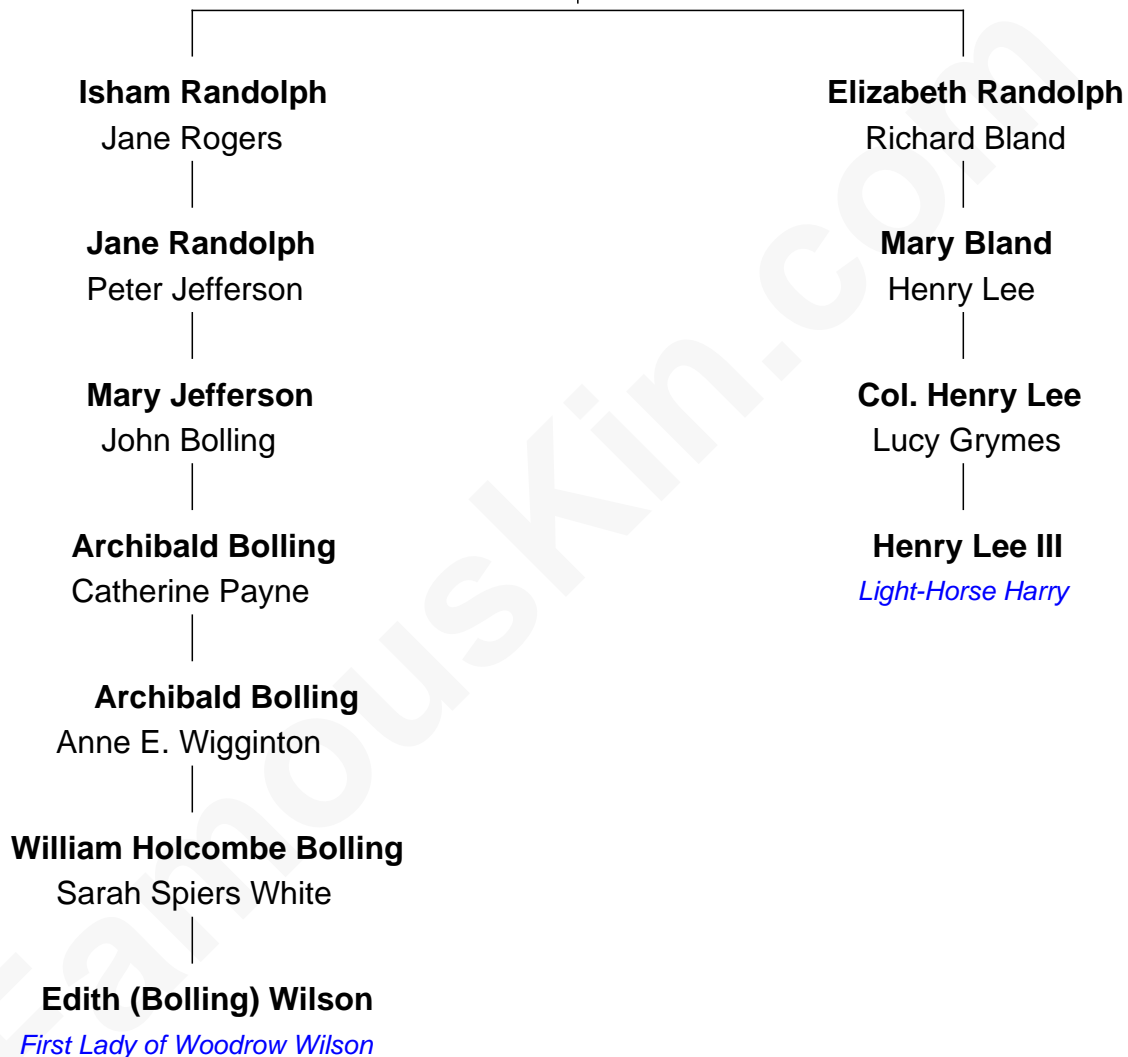 Isham Randolph
Jane Rogers
Elizabeth Randolph
Richard Bland
Jane Randolph
Peter Jefferson
Mary Bland
Henry Lee
Mary Jefferson
John Bolling
Col. Henry Lee
Lucy Grymes
Archibald Bolling
Catherine Payne
Henry Lee III
Light-Horse Harry
Archibald Bolling
Anne E. Wigginton
William Holcombe Bolling
Sarah Spiers White
Edith (Bolling) Wilson
First Lady of Woodrow Wilson
FamousKin.com